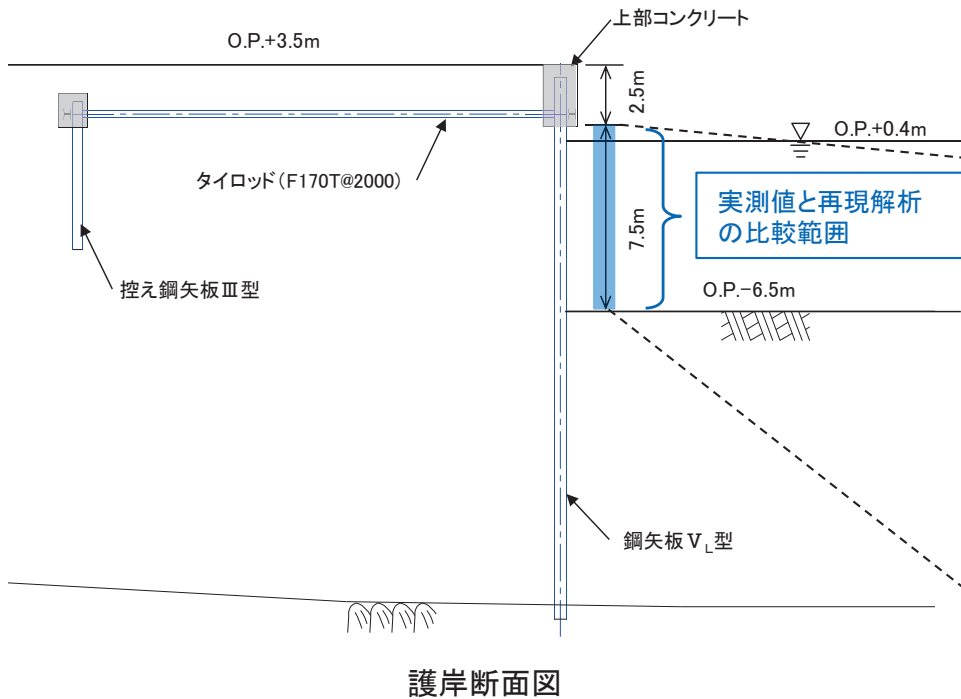 上部コンクリート
O.P.+3.5m
2.5m
O.P.+0.4m
タイロッド(F170T@2000)
実測値と再現解析
の比較範囲
7.5m
控え鋼矢板Ⅲ型
O.P.-6.5m
鋼矢板ⅤL型
護岸断面図